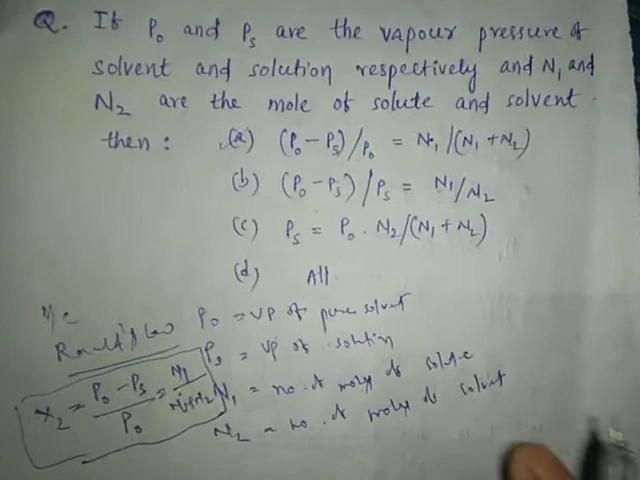 Q. If P₀ and Pₛ are the vapour pressure of
solvent and solution respectively and N₁ and
N₂ are the mole of solute and solvent.
then : (a) (P₀ - Pₛ)/P₀ = N₁/(N₁ + N₂)
(b) (P₀ - Pₛ)/Pₛ = N₁/N₂
(c) Pₛ = P₀ . N₂/(N₁ + N₂)
(d) All
Raoult's law P₀ = VP of pure solvent
Pₛ = VP of solution
N₁ = no. of moles of solute
N₂ = no. of moles of solvent
x₂ = P₀ - Pₛ / P₀ = N₁ / N₁+N₂